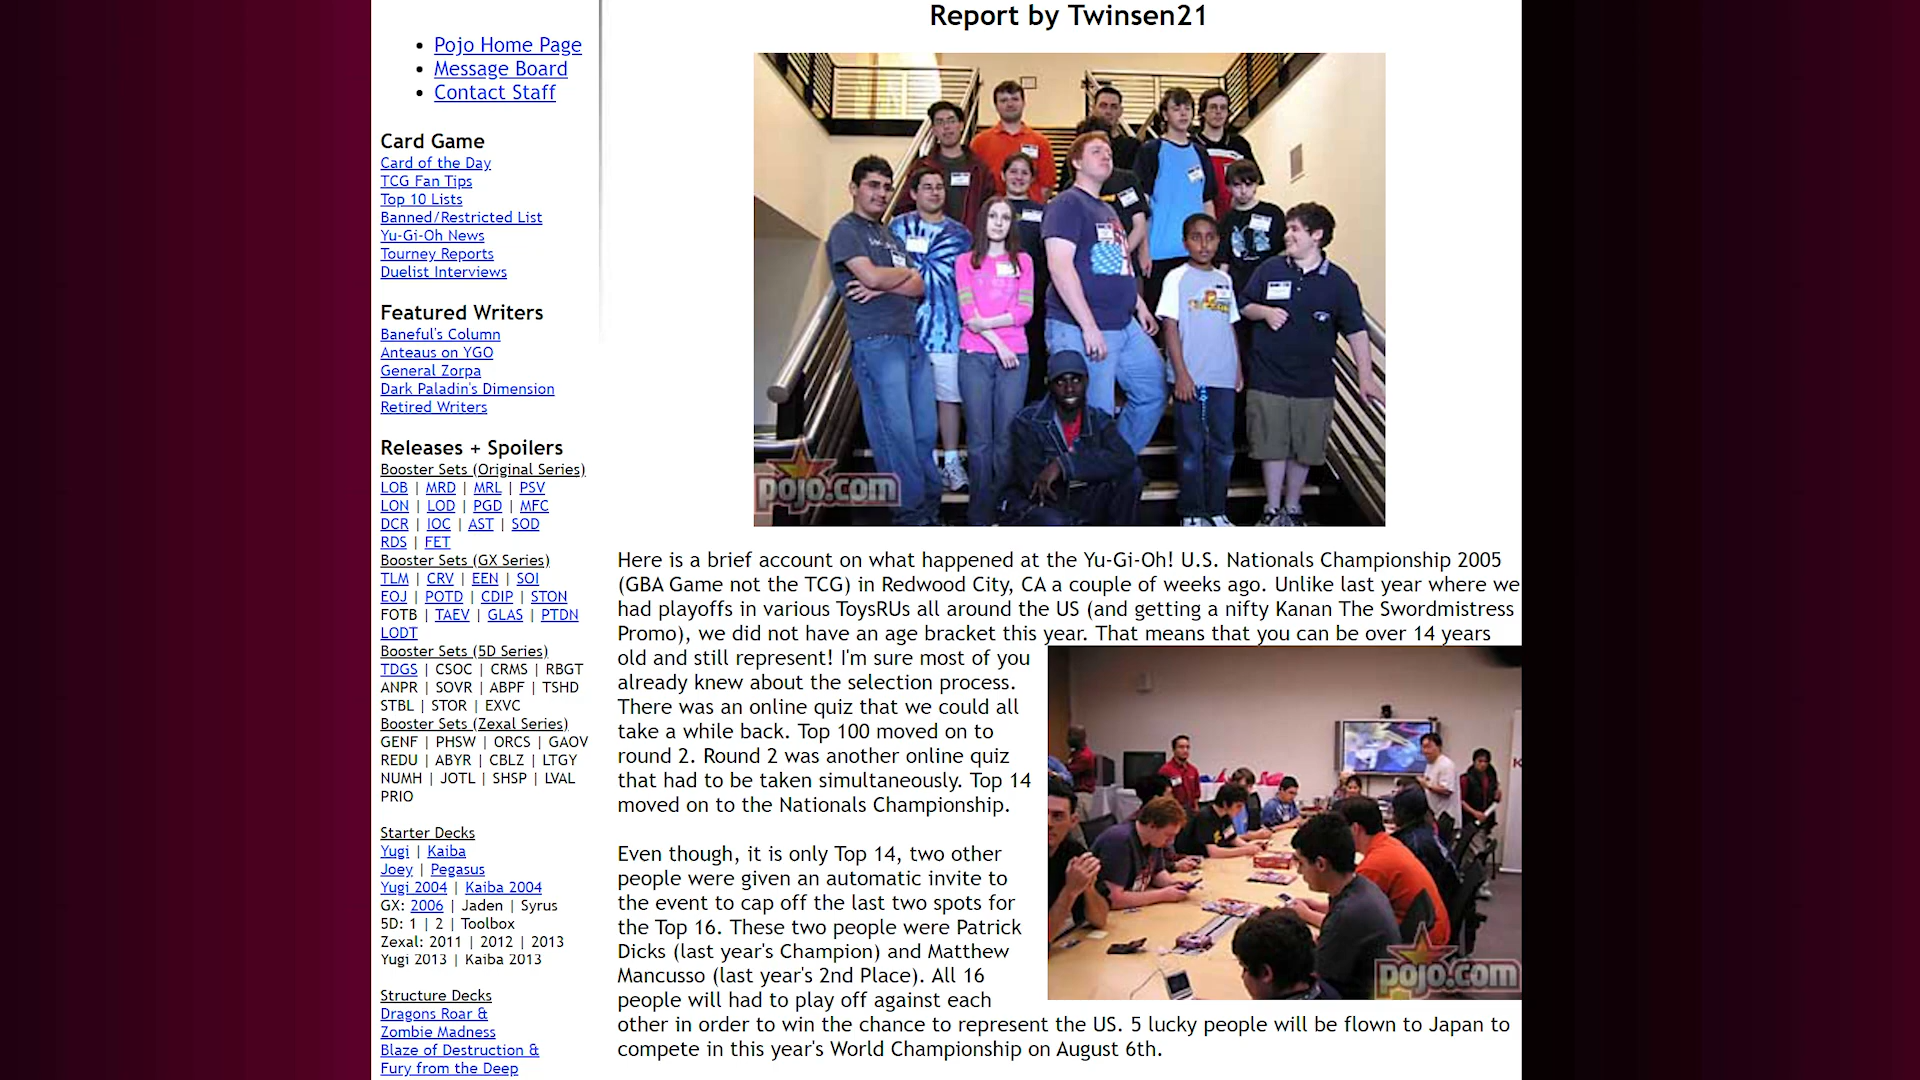 Report by Twinsen21
Pojo Home Page
Message Board
Contact Staff
Card Game
Card of the Day
TCG Fan Tips
Top 10 Lists
Banned/Restricted List
Yu-Gi-Oh News
Tourney Reports
Duelist Interviews
Featured Writers
Baneful's Column
Anteaus on YGO
General Zorpa
Dark Paladin's Dimension
Retired Writers
Releases + Spoilers
Booster Sets (Original Series)
LOB | MRD | MRL | PSV
LON | LOD | PGD | MFC
DCR | IOC | AST | SOD
RDS | FET
Booster Sets (GX Series)
TLM | CRV | EEN | SOI
EOJ | POTD | CDIP | STON
FOTB | TAEV | GLAS | PTDN
LODT
Booster Sets (5D Series)
TDGS | CSOC | CRMS | RBGT
ANPR | SOVR | ABPF | TSHD
STBL | STOR | EXVC
Booster Sets (Zexal Series)
GENF | PHSW | ORCS | GAOV
REDU | ABYR | CBLZ | LTGY
NUMH | JOTL | SHSP | LVAL
PRIO
Starter Decks
Yugi | Kaiba
Joey | Pegasus
Yugi 2004 | Kaiba 2004
GX: 2006 | Jaden | Syrus
5D: 1 | 2 | Toolbox
Zexal: 2011 | 2012 | 2013
Yugi 2013 | Kaiba 2013
Structure Decks
Dragons Roar &
Zombie Madness
Blaze of Destruction &
Fury from the Deep
pojo.com
Here is a brief account on what happened at the Yu-Gi-Oh! U.S. Nationals Championship 2005
(GBA Game not the TCG) in Redwood City, CA a couple of weeks ago. Unlike last year where we
had playoffs in various ToysRUs all around the US (and getting a nifty Kanan The Swordmistress
Promo), we did not have an age bracket this year. That means that you can be over 14 years
old and still represent! I'm sure most of you
already knew about the selection process.
There was an online quiz that we could all
take a while back. Top 100 moved on to
round 2. Round 2 was another online quiz
that had to be taken simultaneously. Top 14
moved on to the Nationals Championship.
Even though, it is only Top 14, two other
people were given an automatic invite to
the event to cap off the last two spots for
the Top 16. These two people were Patrick
Dicks (last year's Champion) and Matthew
Mancusso (last year's 2nd Place). All 16
people will had to play off against each
other in order to win the chance to represent the US. 5 lucky people will be flown to Japan to
compete in this year's World Championship on August 6th.
pojo.com